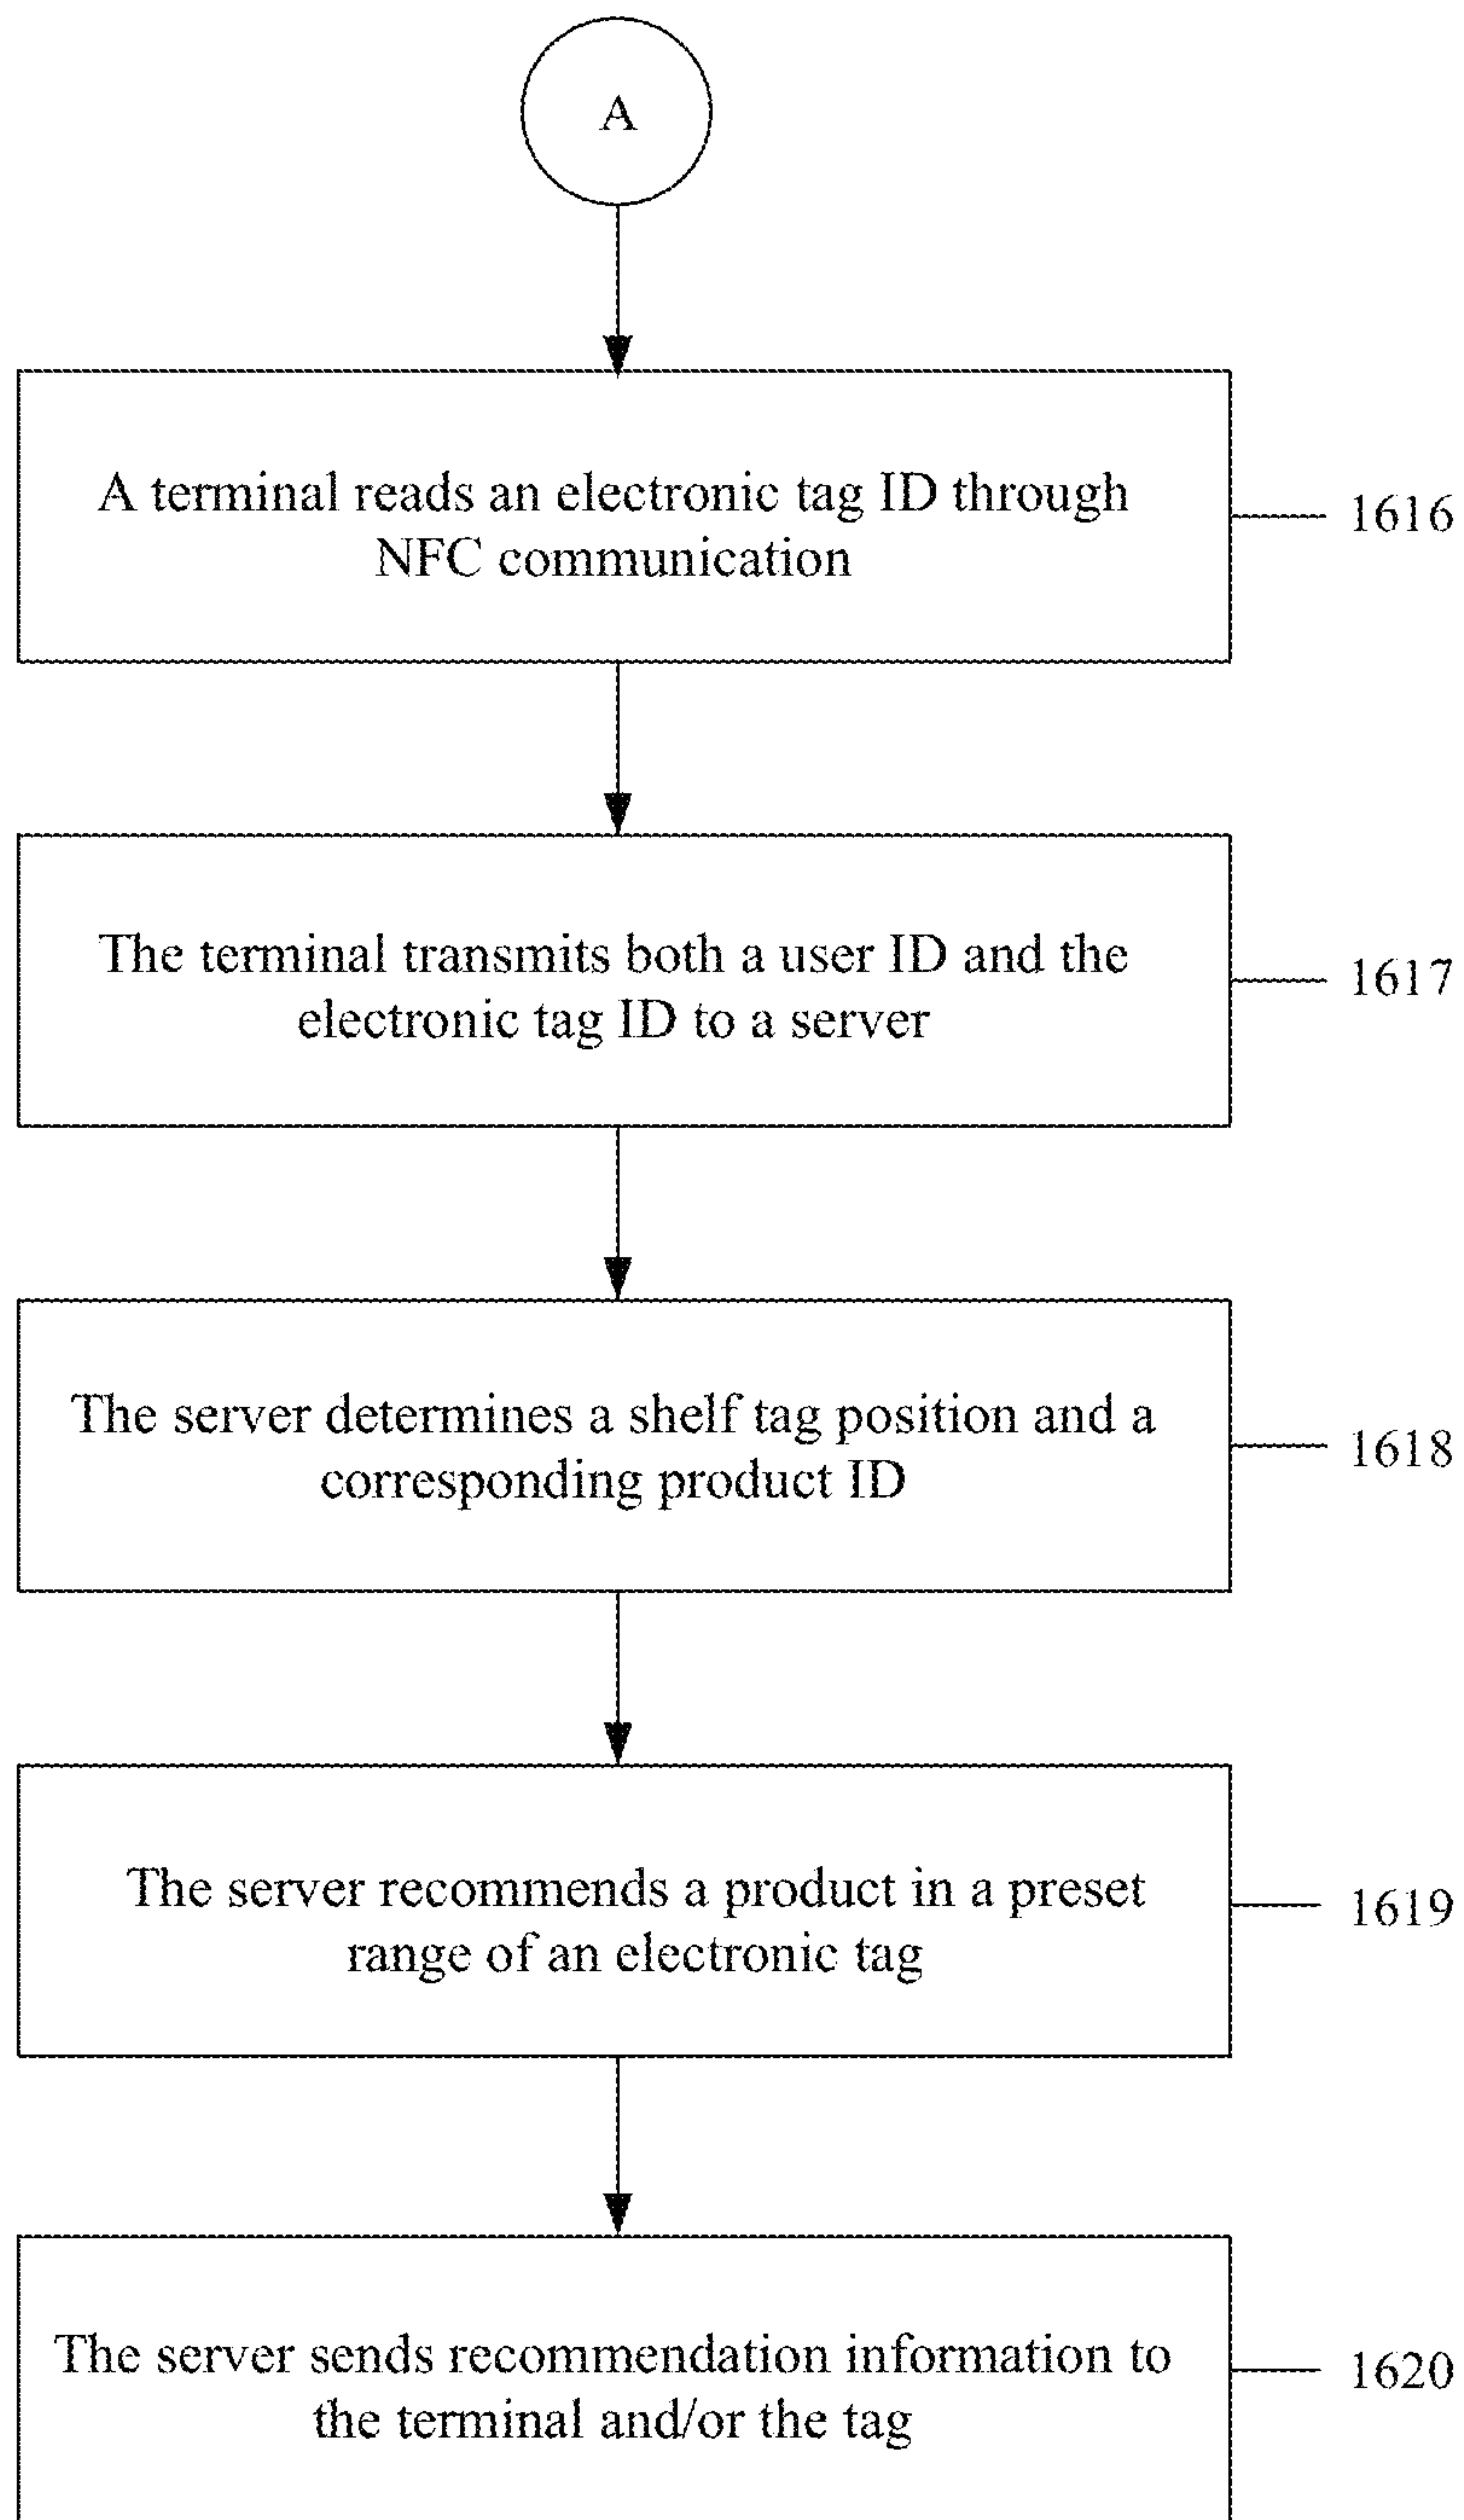 A
A terminal reads an electronic tag ID through
NFC communication
1616
The terminal transmits both a user ID and the
electronic tag ID to a server
1617
The server determines a shelf tag position and a
corresponding product ID
1618
The server recommends a product in a preset
range of an electronic tag
1619
The server sends recommendation information to
the terminal and/or the tag
1620